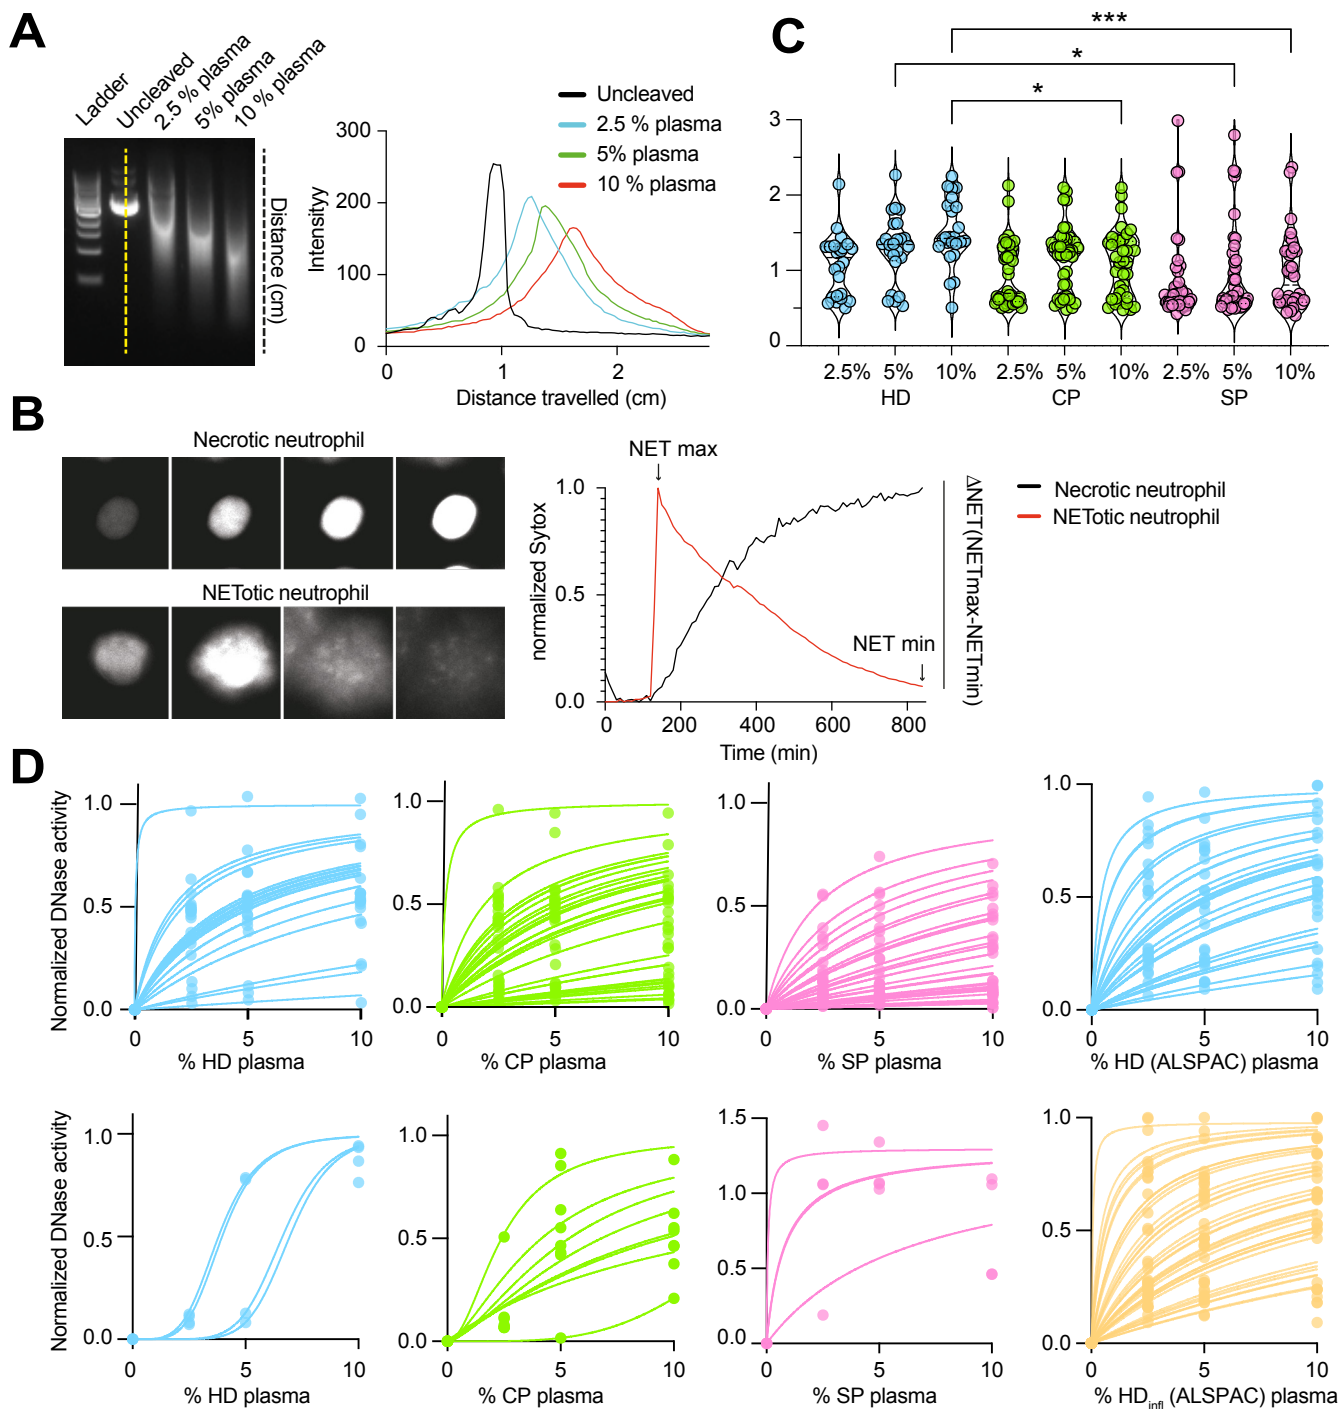 A
Ladder
Uncleaved
2.5 % plasma
5% plasma
10 % plasma
Distance (cm)
Intensityy
300
200
100
0
0 1 2
Distance travelled (cm)
Uncleaved
2.5 % plasma
5% plasma
10 % plasma
C
***
*
*
3
2
1
0
2.5% 5% 10% 2.5% 5% 10% 2.5% 5% 10%
HD CP SP
B
Necrotic neutrophil
NETotic neutrophil
NET max
normalized Sytox
1.0
0.5
0.0
NET min
0 200 400 600 800
Time (min)
ΔNET(NETmax-NETmin)
Necrotic neutrophil
NETotic neutrophil
D
Normalized DNase activity
1.0
0.5
0.0
0 5 10
% HD plasma
1.0
0.5
0.0
0 5 10
% CP plasma
1.0
0.5
0.0
0 5 10
% SP plasma
1.0
0.5
0.0
0 5 10
% HD (ALSPAC) plasma
Normalized DNase activity
1.0
0.5
0.0
0 5 10
% HD plasma
1.0
0.5
0.0
0 5 10
% CP plasma
1.5
1.0
0.5
0.0
0 5 10
% SP plasma
1.0
0.5
0.0
0 5 10
% HDinfl (ALSPAC) plasma